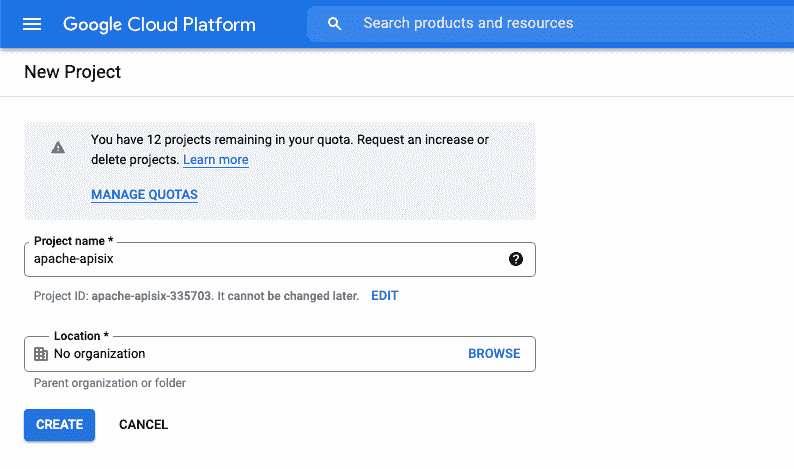 Google Cloud Platform
Search products and resources
New Project
You have 12 projects remaining in your quota. Request an increase or
delete projects. Learn more
MANAGE QUOTAS
Project name *
apache-apisix
Project ID: apache-apisix-335703. It cannot be changed later. EDIT
Location *
No organization BROWSE
Parent organization or folder
CREATE CANCEL